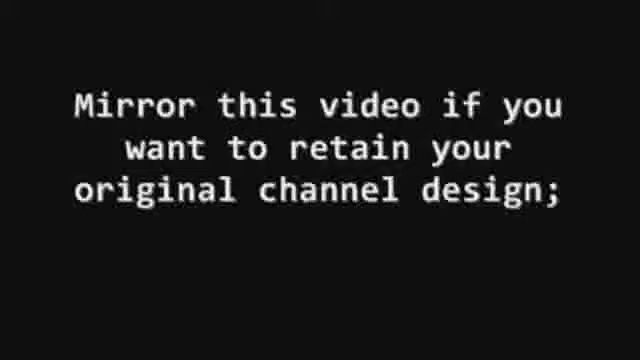 Mirror this video if you
want to retain your
original channel design;